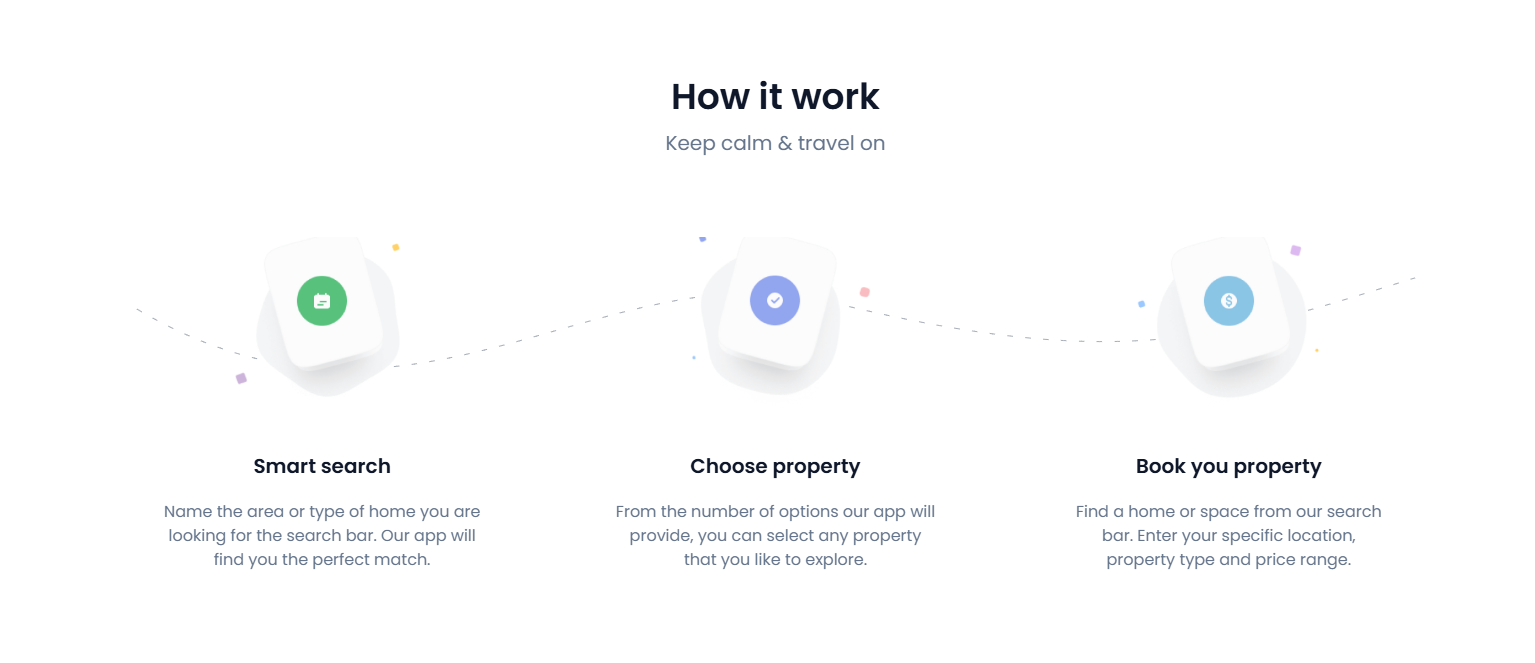 How it work
Keep calm & travel on
Smart search
Name the area or type of home you are
looking for the search bar. Our app will
find you the perfect match.
Choose property
From the number of options our app will
provide, you can select any property
that you like to explore.
Book you property
Find a home or space from our search
bar. Enter your specific location,
property type and price range.